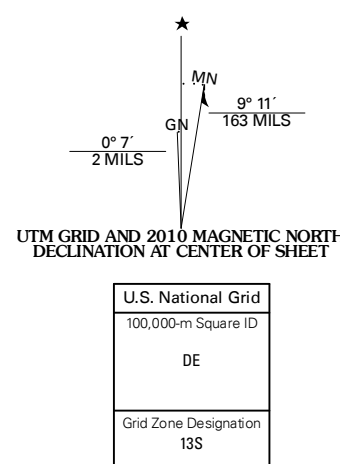 ★
MN
GN
9° 11´
163 MILS
0° 7´
2 MILS
UTM GRID AND 2010 MAGNETIC NORTH
DECLINATION AT CENTER OF SHEET
U.S. National Grid
100,000-m Square ID
DE
Grid Zone Designation
13S